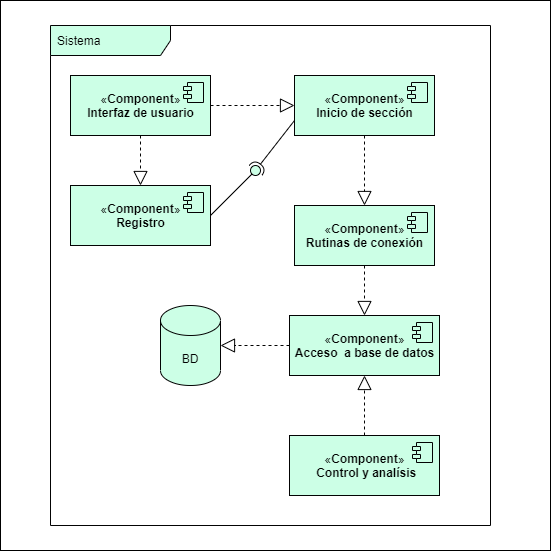 Sistema
«Component»
Interfaz de usuario
«Component»
Inicio de sección
«Component»
Registro
«Component»
Rutinas de conexión
BD
«Component»
Acceso a base de datos
«Component»
Control y analísis